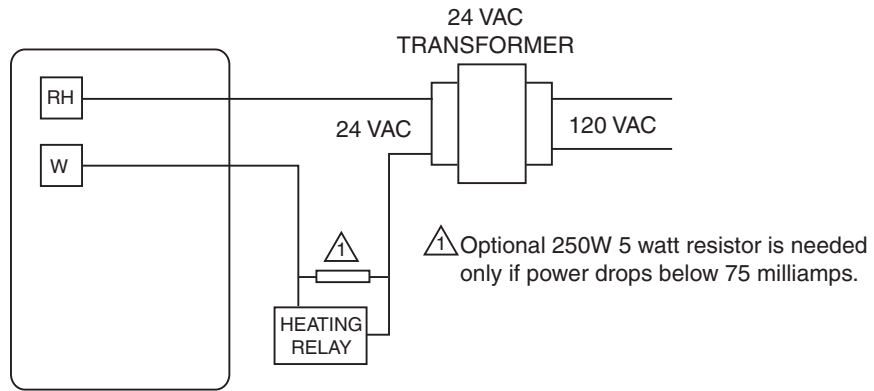 24 VAC
TRANSFORMER
RH
24 VAC
120 VAC
W
1
1 Optional 250W 5 watt resistor is needed
only if power drops below 75 milliamps.
HEATING
RELAY